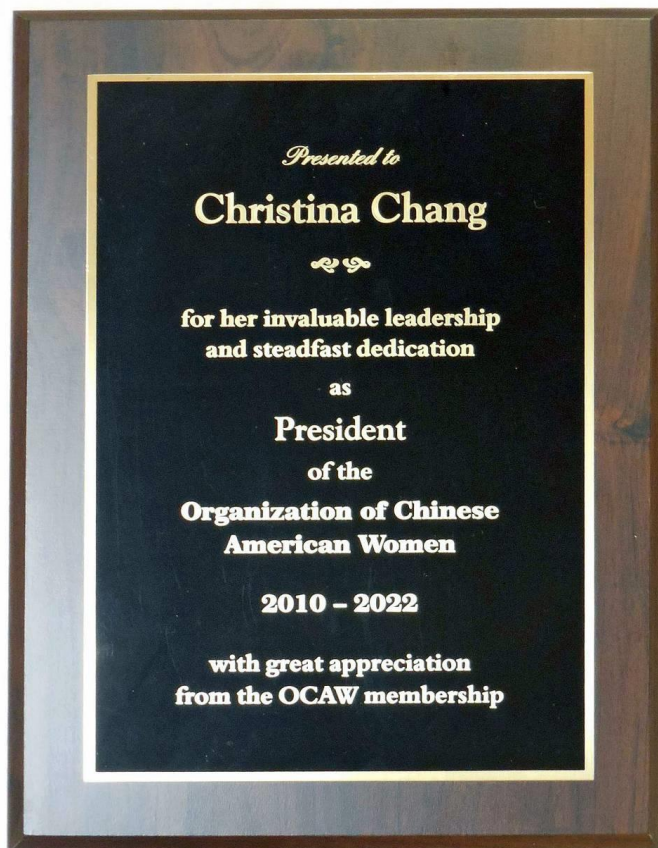 Presented to
Christina Chang
for her invaluable leadership
and steadfast dedication
as
President
of the
Organization of Chinese
American Women
2010 – 2022
with great appreciation
from the OCAW membership